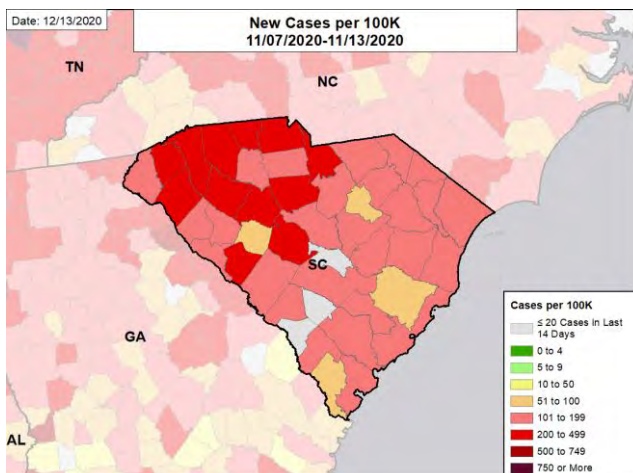 Date: 12/13/2020
New Cases per 100K
11/07/2020-11/13/2020
TN
NC
SC
GA
AL
Cases per 100K
≤ 20 Cases in Last
14 Days
0 to 4
5 to 9
10 to 50
51 to 100
101 to 199
200 to 499
500 to 749
750 or More